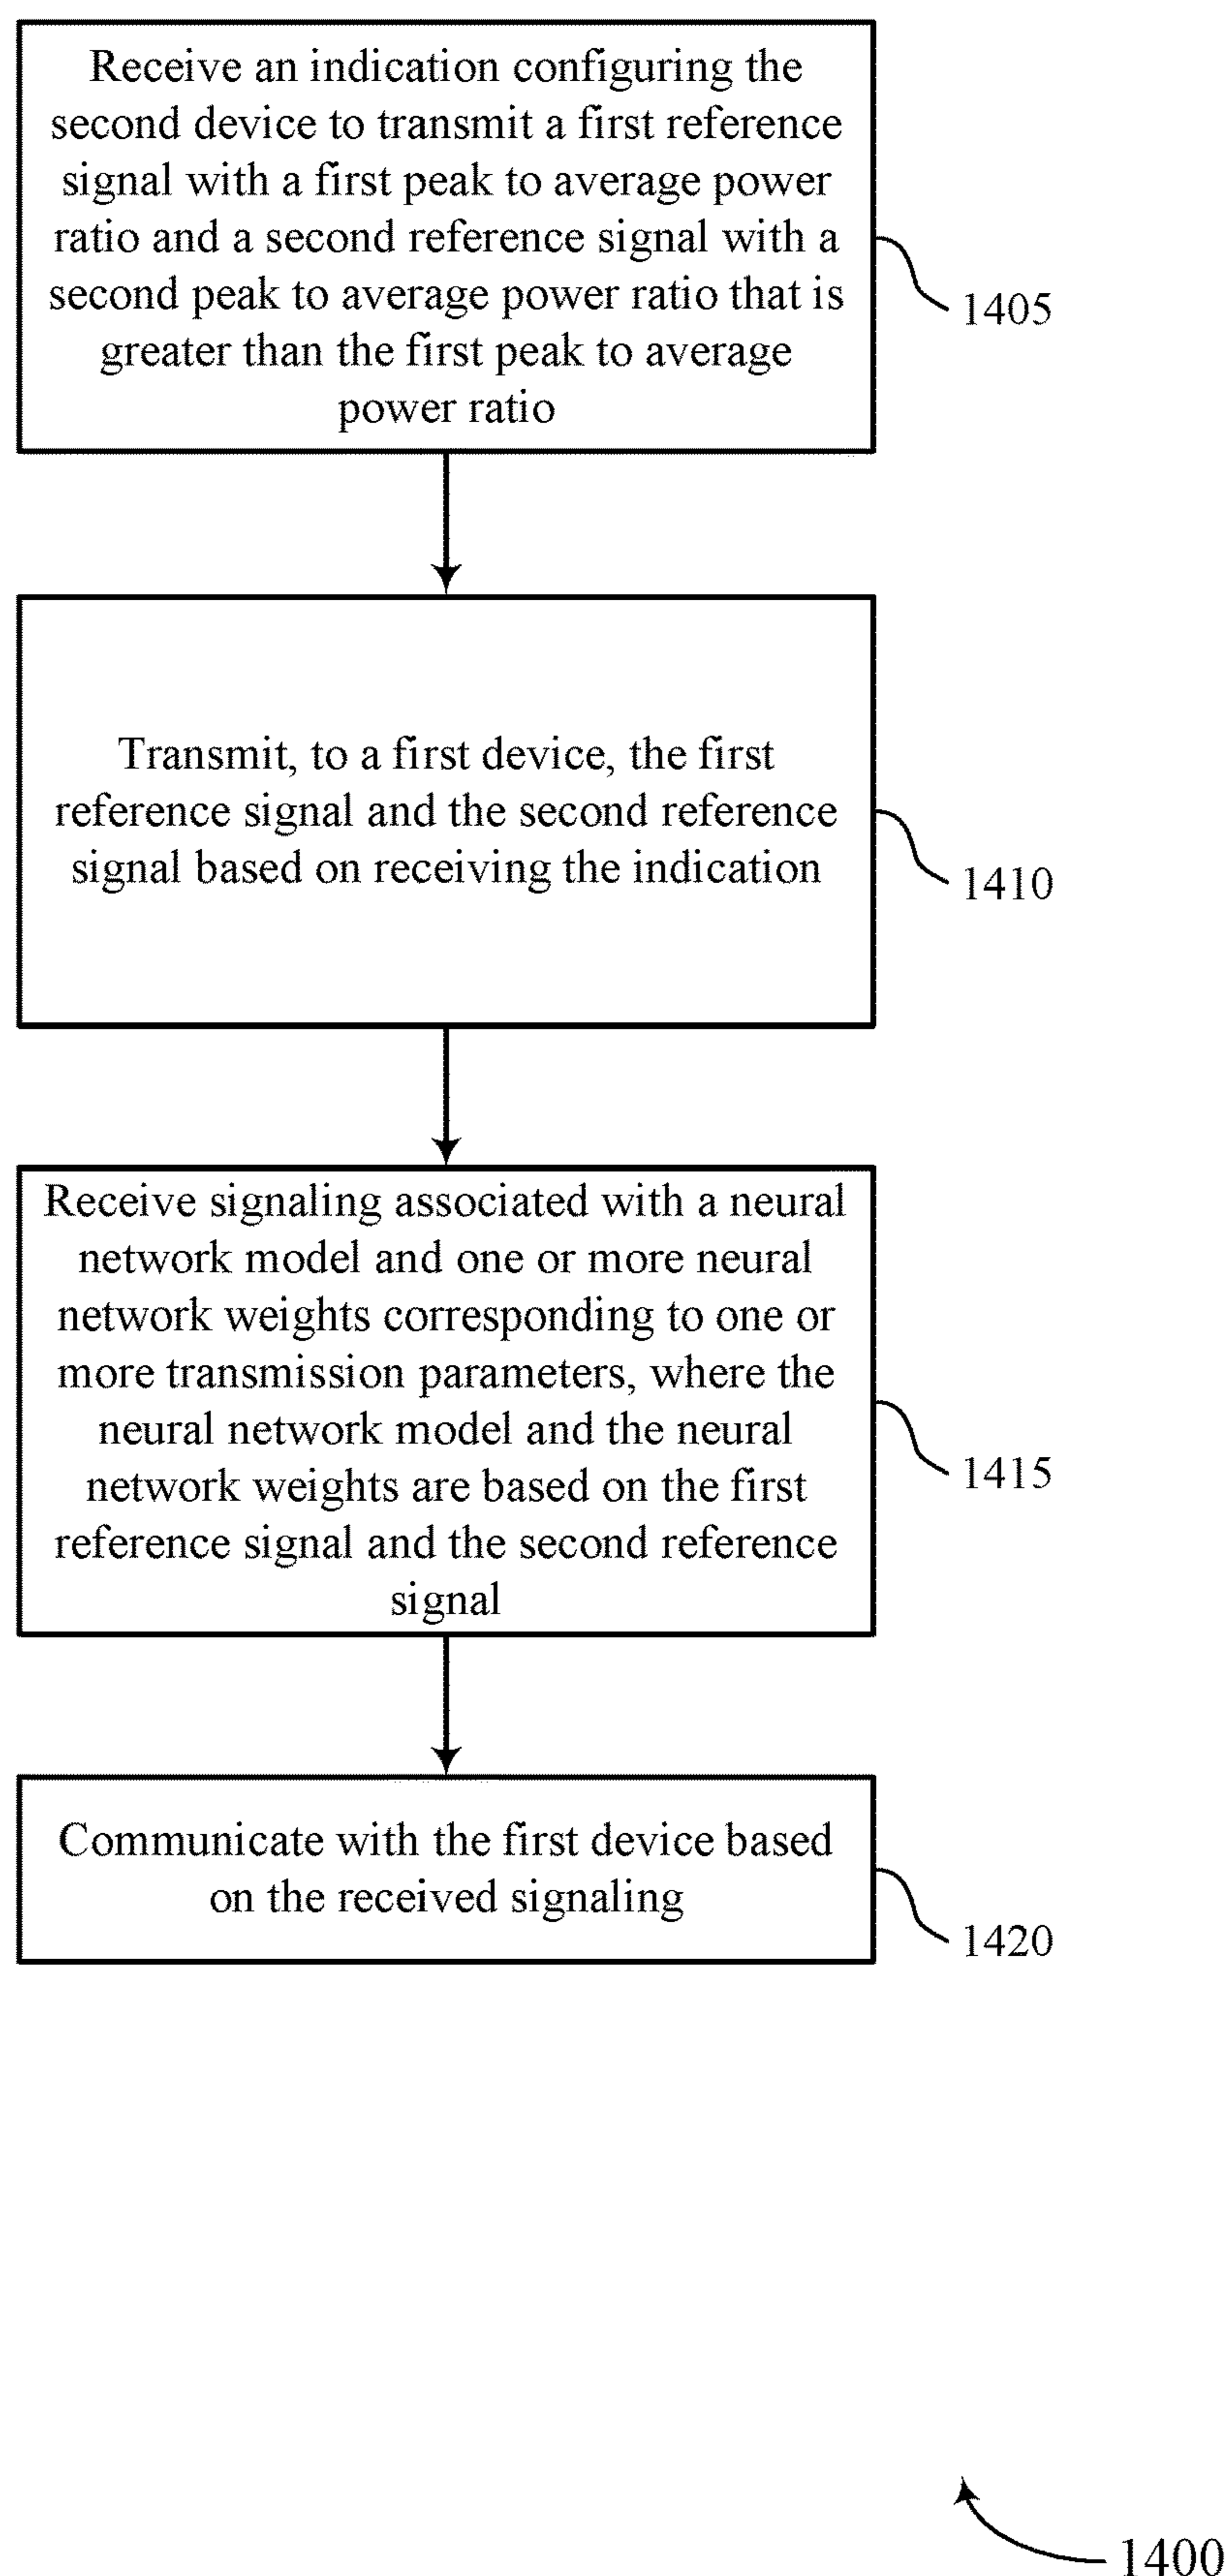 Receive an indication configuring the
second device to transmit a first reference
signal with a first peak to average power
ratio and a second reference signal with a
second peak to average power ratio that is
greater than the first peak to average
power ratio
1405
Transmit, to a first device, the first
reference signal and the second reference
signal based on receiving the indication
1410
Receive signaling associated with a neural
network model and one or more neural
network weights corresponding to one or
more transmission parameters, where the
neural network model and the neural
network weights are based on the first
reference signal and the second reference
signal
1415
Communicate with the first device based
on the received signaling
1420
1400